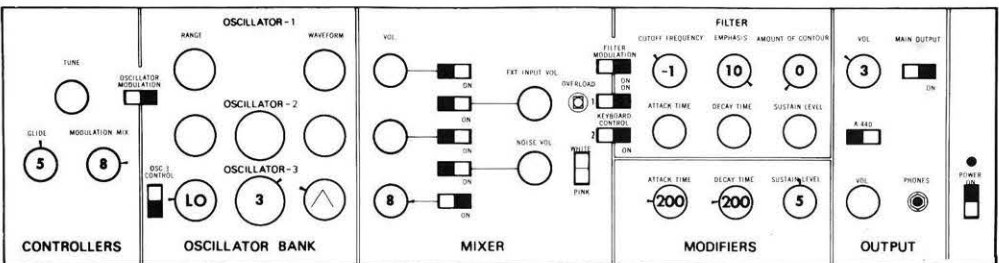 TUNE
OSCILLATOR MODULATION
GLIDE
MODULATION MIX
5
8
CONTROLLERS
OSCILLATOR-1
RANGE
WAVEFORM
OSCILLATOR-2
OSCILLATOR-3
OSC. 3 CONTROL
LO
3
OSCILLATOR BANK
VOL.
ON
ON
ON
ON
ON
8
EXT INPUT VOL.
OVERLOAD
NOISE VOL.
WHITE
PINK
MIXER
FILTER
FILTER MODULATION
ON
ON
1
KEYBOARD CONTROL
2
ON
CUTOFF FREQUENCY
EMPHASIS
AMOUNT OF CONTOUR
-1
10
0
ATTACK TIME
DECAY TIME
SUSTAIN LEVEL
ATTACK TIME
DECAY TIME
SUSTAIN LEVEL
200
200
5
MODIFIERS
VOL.
MAIN OUTPUT
3
ON
A-440
VOL.
PHONES
OUTPUT
POWER
ON